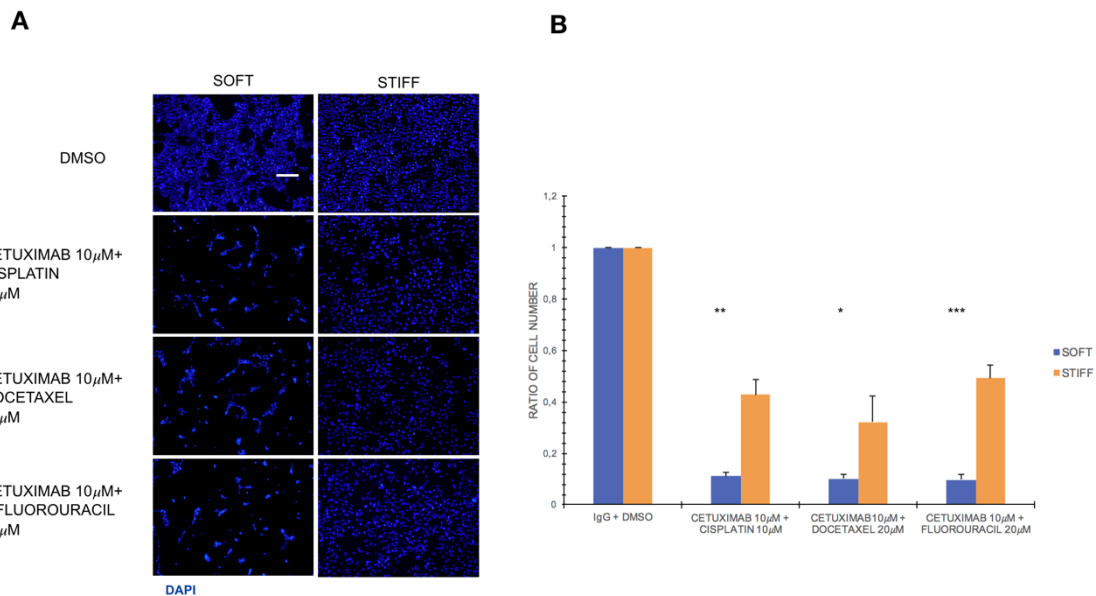 A
B
SOFT
STIFF
DMSO
ETUXIMAB 10µM+
ISPLATIN
µM
ETUXIMAB 10µM+
OCETAXEL
µM
ETUXIMAB 10µM+
FLUOROURACIL
µM
DAPI
RATIO OF CELL NUMBER
1,2
1
0,8
0,6
0,4
0,2
0
**
*
***
IgG + DMSO
CETUXIMAB 10µM +
CISPLATIN 10µM
CETUXIMAB10µM+
DOCETAXEL 20µM
CETUXIMAB 10µM +
FLUOROURACIL 20µM
SOFT
STIFF